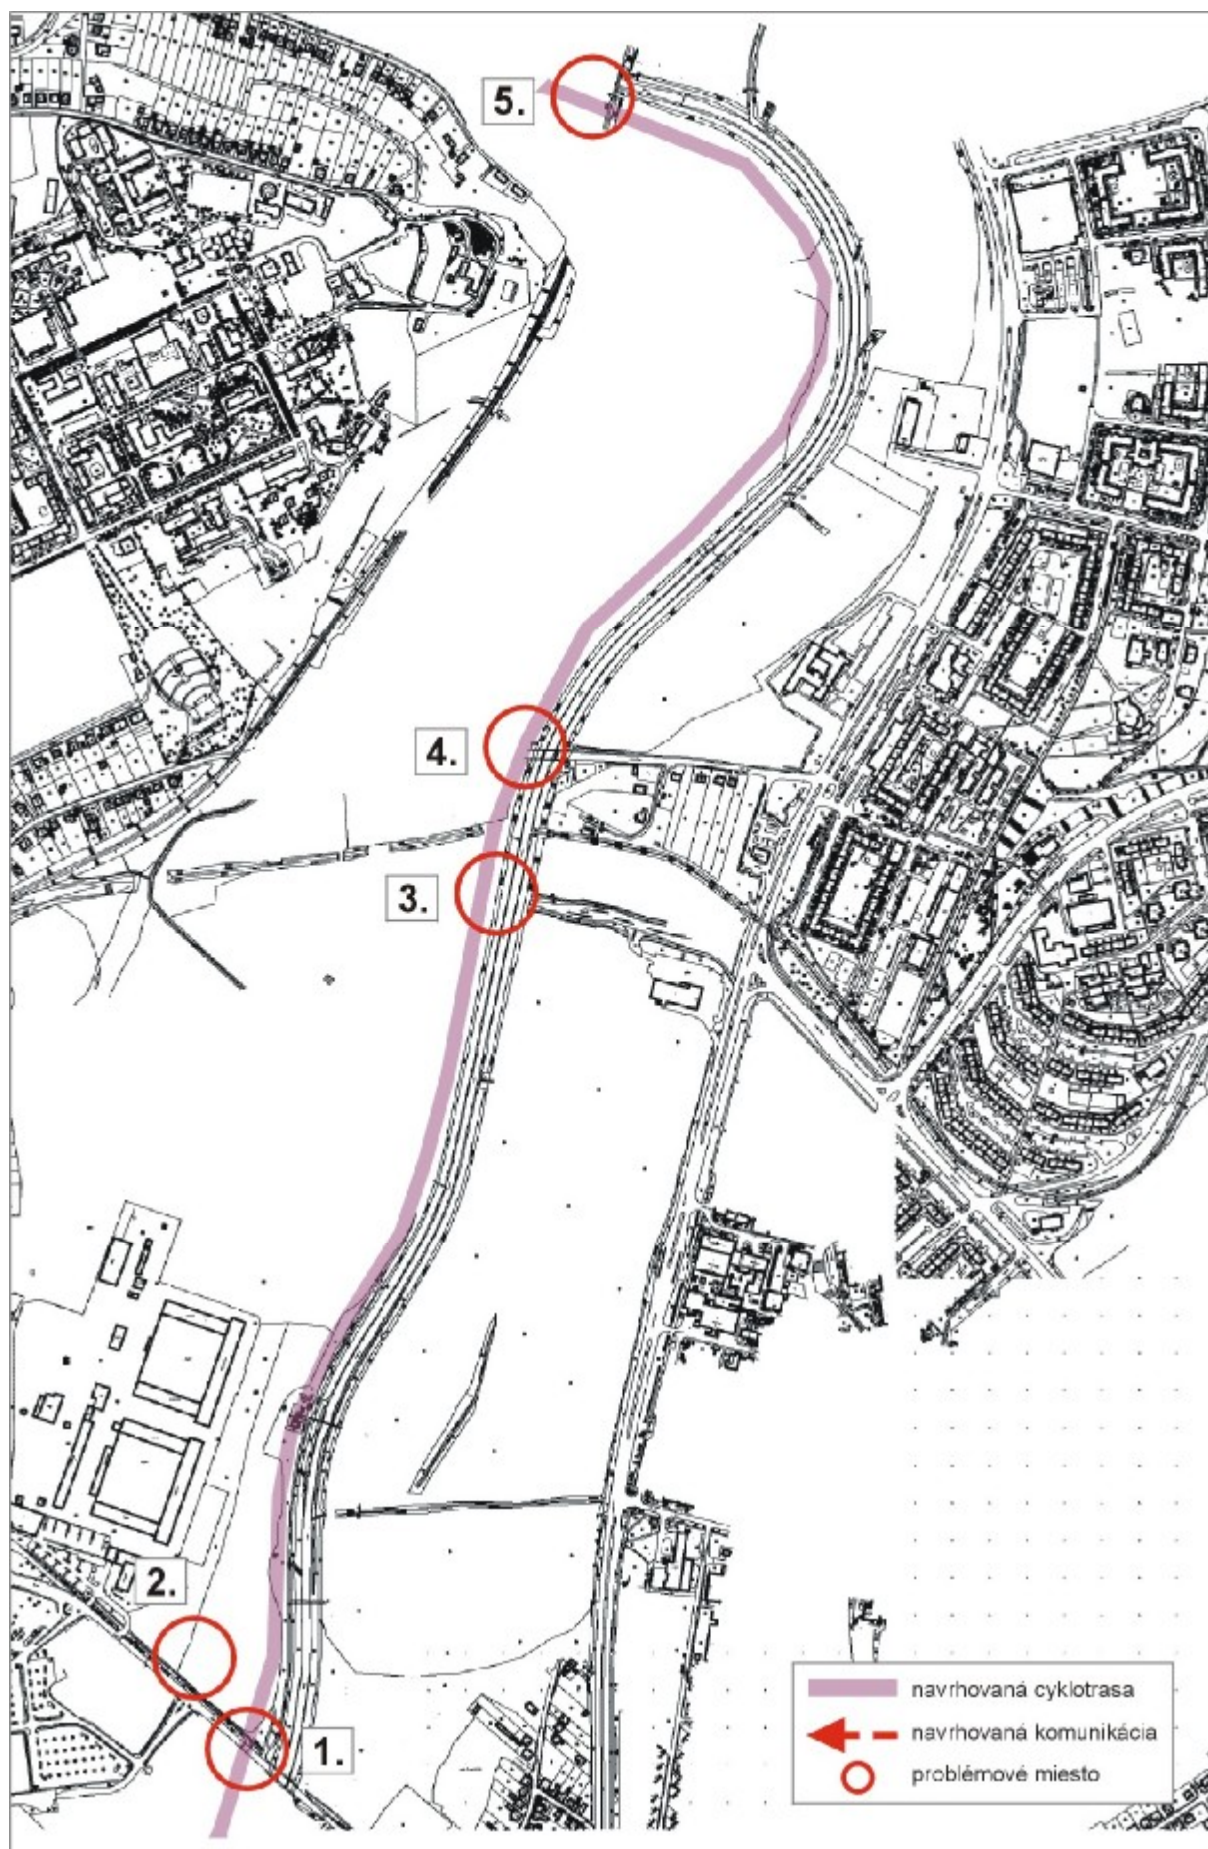 5.
4.
3.
2.
1.
navrhovaná cyklotrasa
navrhovaná komunikácia
problémové miesto